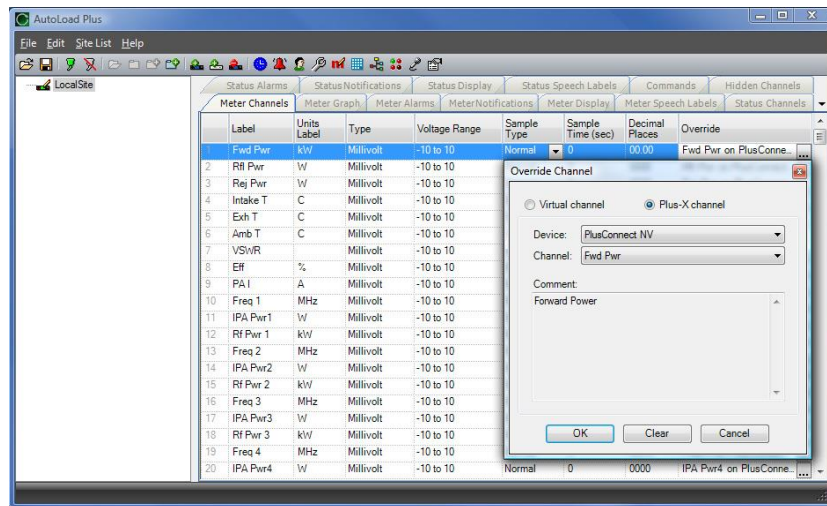 AutoLoad Plus
File Edit Site List Help
LocalSite
Status Alarms Status Notifications Status Display Status Speech Labels Commands Hidden Channels
Meter Channels Meter Graph Meter Alarms MeterNotifications Meter Display Meter Speech Labels Status Channels
Label Units Label Type Voltage Range Sample Type Sample Time (sec) Decimal Places Override
1 Fwd Pwr kW Millivolt -10 to 10 Normal 0 00.00 Fwd Pwr on PlusConne... ...
2 Rfl Pwr W Millivolt -10 to 10
3 Rej Pwr W Millivolt -10 to 10
4 Intake T C Millivolt -10 to 10
5 Exh T C Millivolt -10 to 10
6 Amb T C Millivolt -10 to 10
7 VSWR Millivolt -10 to 10
8 Eff % Millivolt -10 to 10
9 PA I A Millivolt -10 to 10
10 Freq 1 MHz Millivolt -10 to 10
11 IPA Pwr1 W Millivolt -10 to 10
12 Rf Pwr 1 kW Millivolt -10 to 10
13 Freq 2 MHz Millivolt -10 to 10
14 IPA Pwr2 W Millivolt -10 to 10
15 Rf Pwr 2 kW Millivolt -10 to 10
16 Freq 3 MHz Millivolt -10 to 10
17 IPA Pwr3 W Millivolt -10 to 10
18 Rf Pwr 3 kW Millivolt -10 to 10
19 Freq 4 MHz Millivolt -10 to 10
20 IPA Pwr4 W Millivolt -10 to 10 Normal 0 0000 IPA Pwr4 on PlusConne... ...
Override Channel
Virtual channel Plus-X channel
Device: PlusConnect NV
Channel: Fwd Pwr
Comment:
Forward Power
OK Clear Cancel